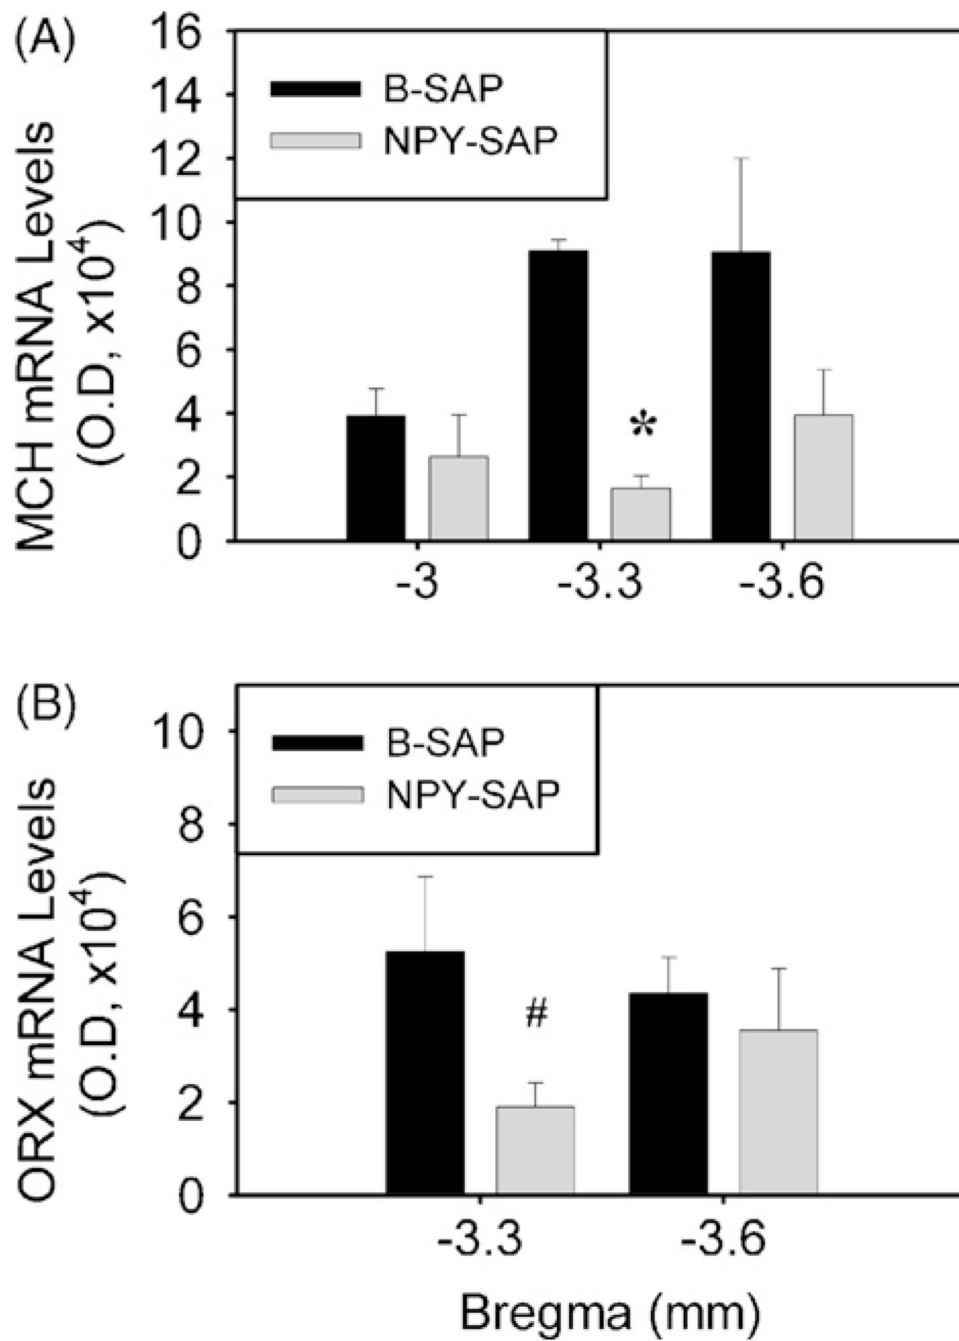 (A)
MCH mRNA Levels
(O.D, x10⁴)
16
14
12
10
8
6
4
2
0
B-SAP
NPY-SAP
*
-3
-3.3
-3.6
(B)
ORX mRNA Levels
(O.D, x10⁴)
10
8
6
4
2
0
B-SAP
NPY-SAP
#
-3.3
-3.6
Bregma (mm)